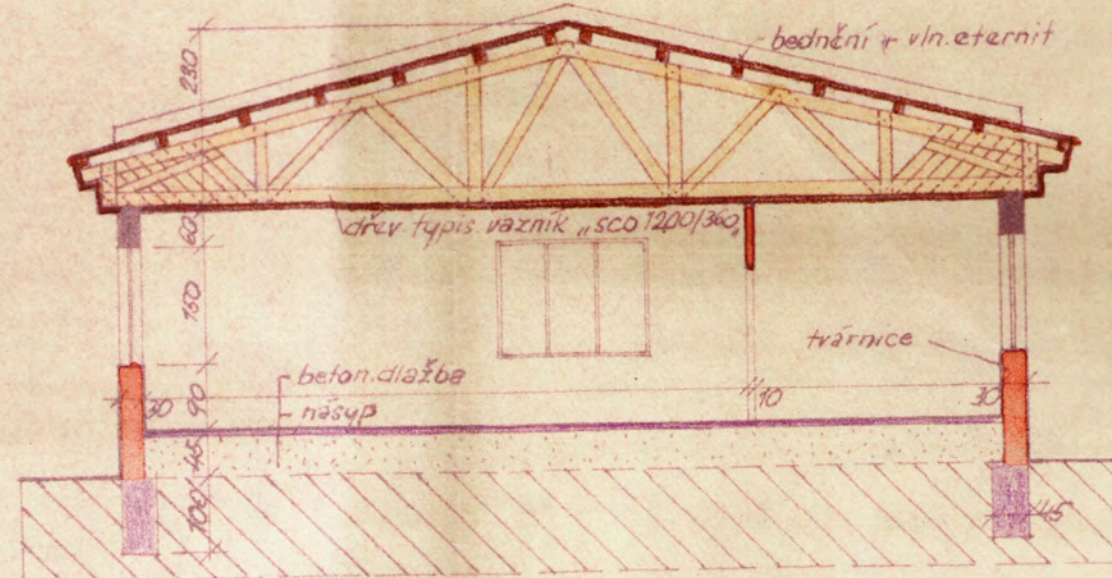 bednění + vln. eternit
230
dřev. typis. vazník „SCO 1200/360„
60
150
tvárnice
beton. dlažba
30
90
10
30
násyp
45
100
45